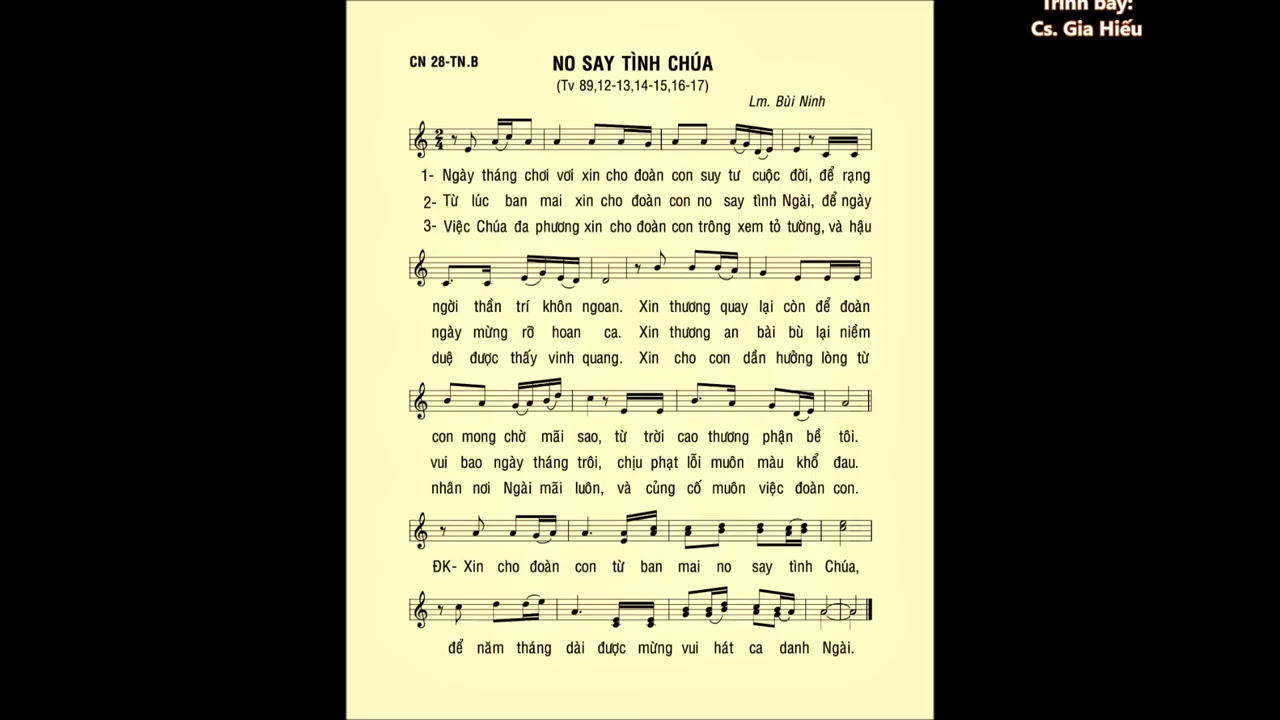 Trình bày:
Cs. Gia Hiếu
CN 28-TN.B
NO SAY TÌNH CHÚA
(Tv 89,12-13,14-15,16-17)
Lm. Bùi Ninh
2
4
1- Ngày tháng chơi vơi xin cho đoàn con suy tư cuộc đời, để rạng
2- Từ lúc ban mai xin cho đoàn con no say tình Ngài, để ngày
3- Việc Chúa đa phương xin cho đoàn con trông xem tỏ tường, và hậu
ngời thần trí khôn ngoan. Xin thương quay lại còn để đoàn
ngày mừng rỡ hoan ca. Xin thương an bài bù lại niềm
duệ được thấy vinh quang. Xin cho con dần hưởng lòng từ
con mong chờ mãi sao, từ trời cao thương phận bề tôi.
vui bao ngày tháng trôi, chịu phạt lỗi muôn màu khổ đau.
nhân nơi Ngài mãi luôn, và củng cố muôn việc đoàn con.
ĐK- Xin cho đoàn con từ ban mai no say tình Chúa,
để năm tháng dài được mừng vui hát ca danh Ngài.